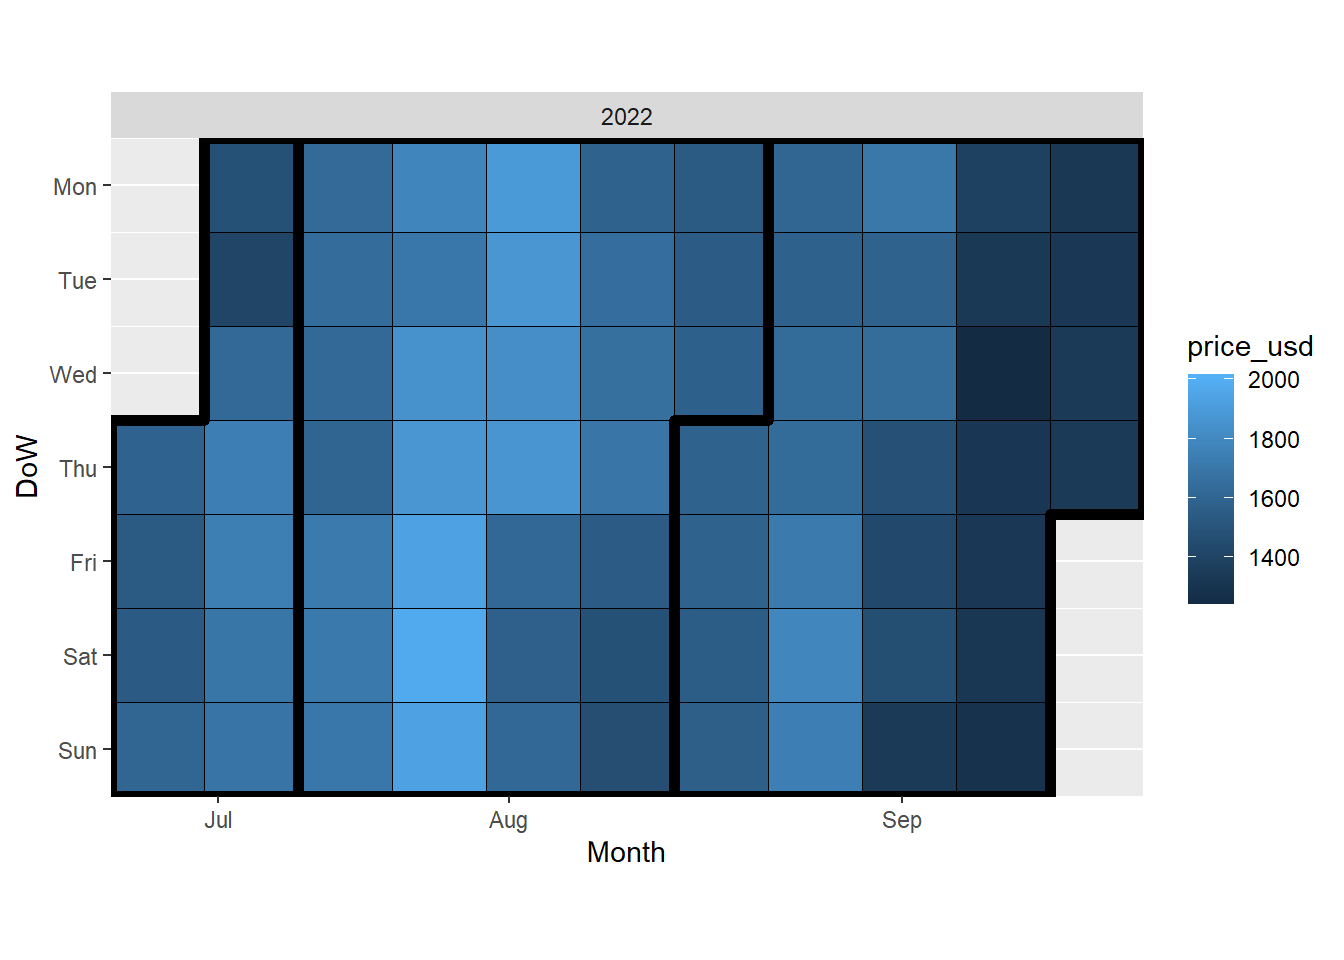 2022
Mon
Tue
Wed
Thu
Fri
Sat
Sun
DoW
Jul Aug Sep
Month
price_usd
2000
1800
1600
1400